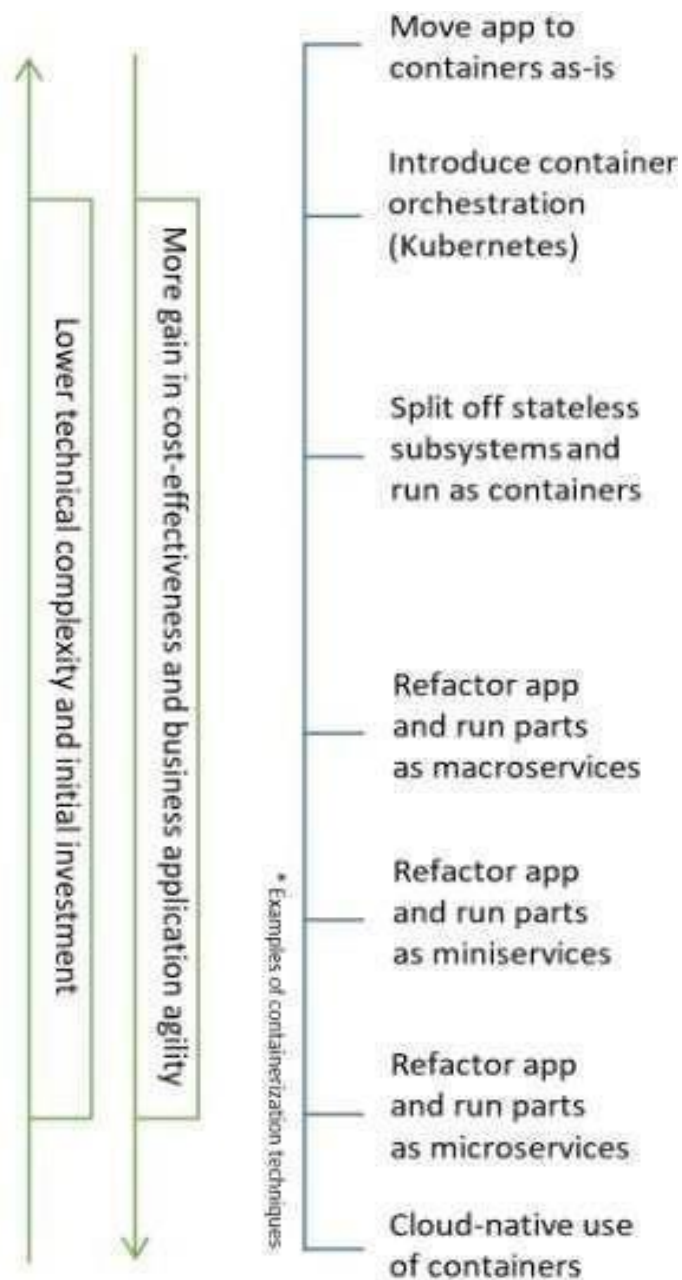 Move app to
containers as-is
Introduce container
orchestration
(Kubernetes)
Split off stateless
subsystems and
run as containers
Refactor app
and run parts
as macroservices
Refactor app
and run parts
as miniservices
Refactor app
and run parts
as microservices
Cloud-native use
of containers
Lower technical complexity and initial investment
More gain in cost-effectiveness and business application agility
* Examples of containerization techniques